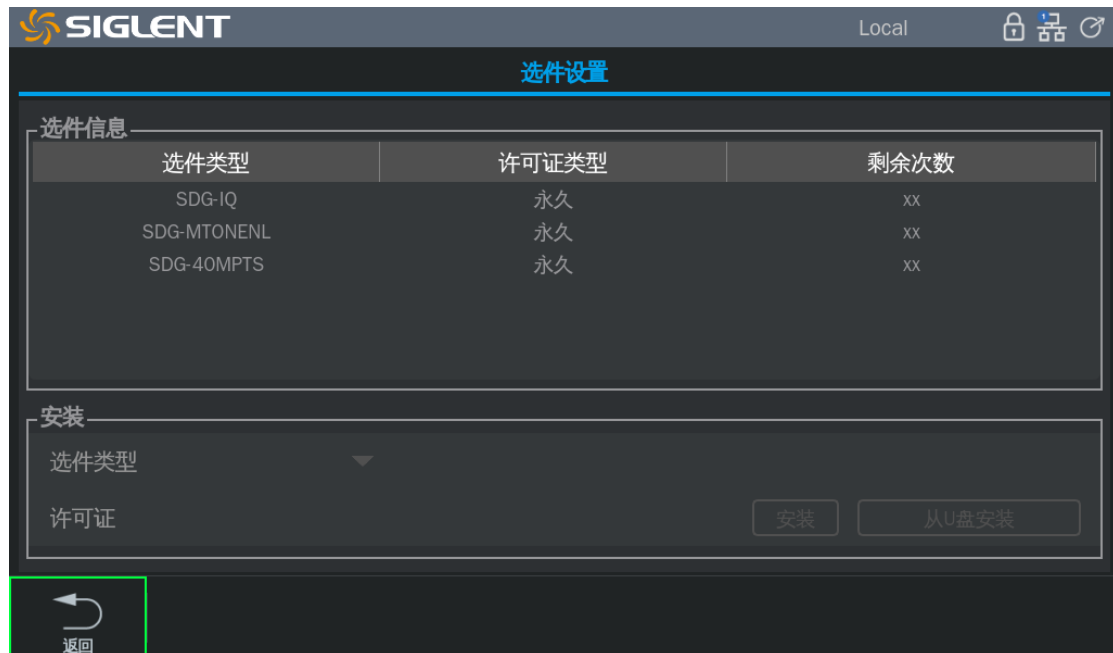 SIGLENT Local 1
选件设置
选件信息
选件类型 许可证类型 剩余次数
SDG-IQ 永久 xx
SDG-MTONENL 永久 xx
SDG-40MPTS 永久 xx
安装
选件类型
许可证 安装 从U盘安装
返回